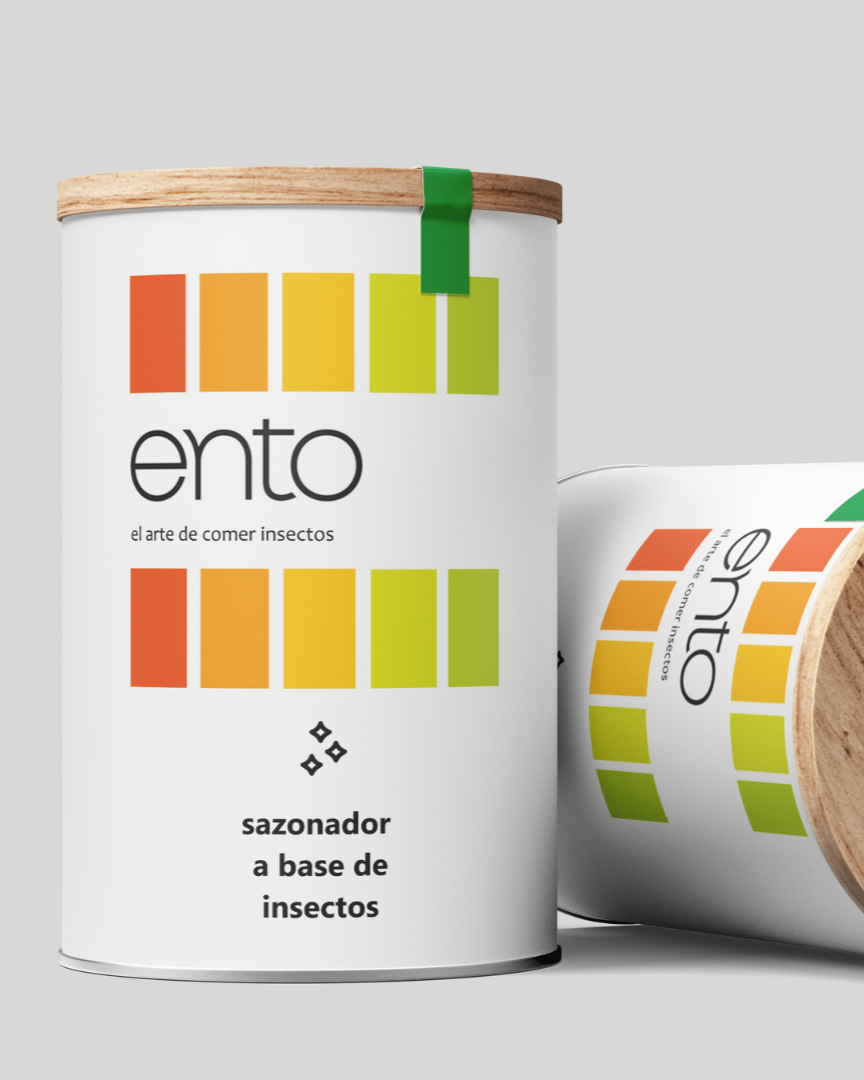 ento
el arte de comer insectos
sazonador
a base de
insectos
ento
el arte de comer insectos